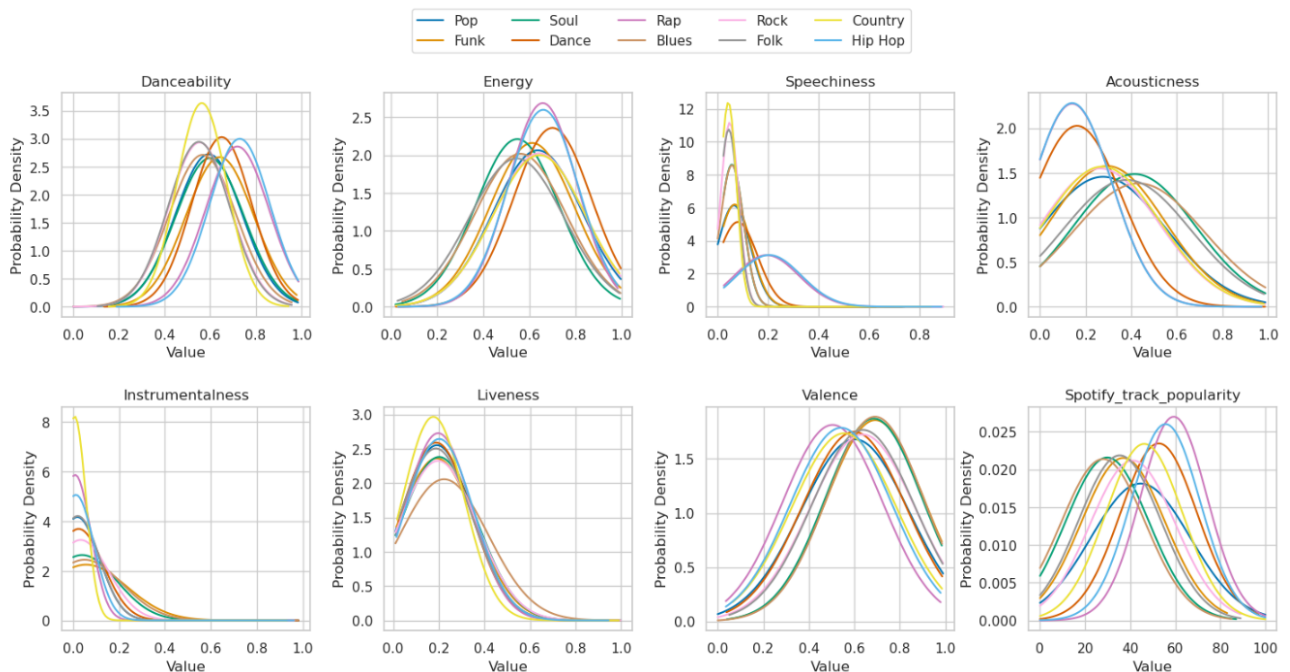 Pop Soul Rap Rock Country
Funk Dance Blues Folk Hip Hop
Danceability
Energy
Speechiness
Acousticness
Probability Density
3.5
3.0
2.5
2.0
1.5
1.0
0.5
0.0
0.0 0.2 0.4 0.6 0.8 1.0
Value
Probability Density
2.5
2.0
1.5
1.0
0.5
0.0
0.0 0.2 0.4 0.6 0.8 1.0
Value
Probability Density
12
10
8
6
4
2
0
0.0 0.2 0.4 0.6 0.8
Value
Probability Density
2.0
1.5
1.0
0.5
0.0
0.0 0.2 0.4 0.6 0.8 1.0
Value
Instrumentalness
Liveness
Valence
Spotify_track_popularity
Probability Density
8
6
4
2
0
0.0 0.2 0.4 0.6 0.8 1.0
Value
Probability Density
3.0
2.5
2.0
1.5
1.0
0.5
0.0
0.0 0.2 0.4 0.6 0.8 1.0
Value
Probability Density
1.5
1.0
0.5
0.0
0.0 0.2 0.4 0.6 0.8 1.0
Value
Probability Density
0.025
0.020
0.015
0.010
0.005
0.000
0 20 40 60 80 100
Value